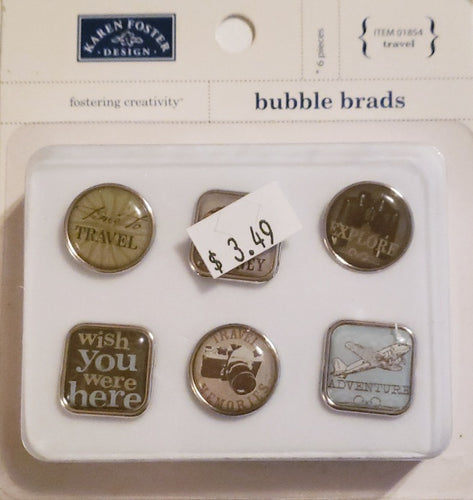 KAREN FOSTER
· DESIGN ·
* 6 pieces
ITEM 01854
travel
fostering creativity
bubble brads
Time to
TRAVEL
$ 3.49
EXPLORE
wish
you
were
here
TRAVEL
MEMORIES
ADVENTURE